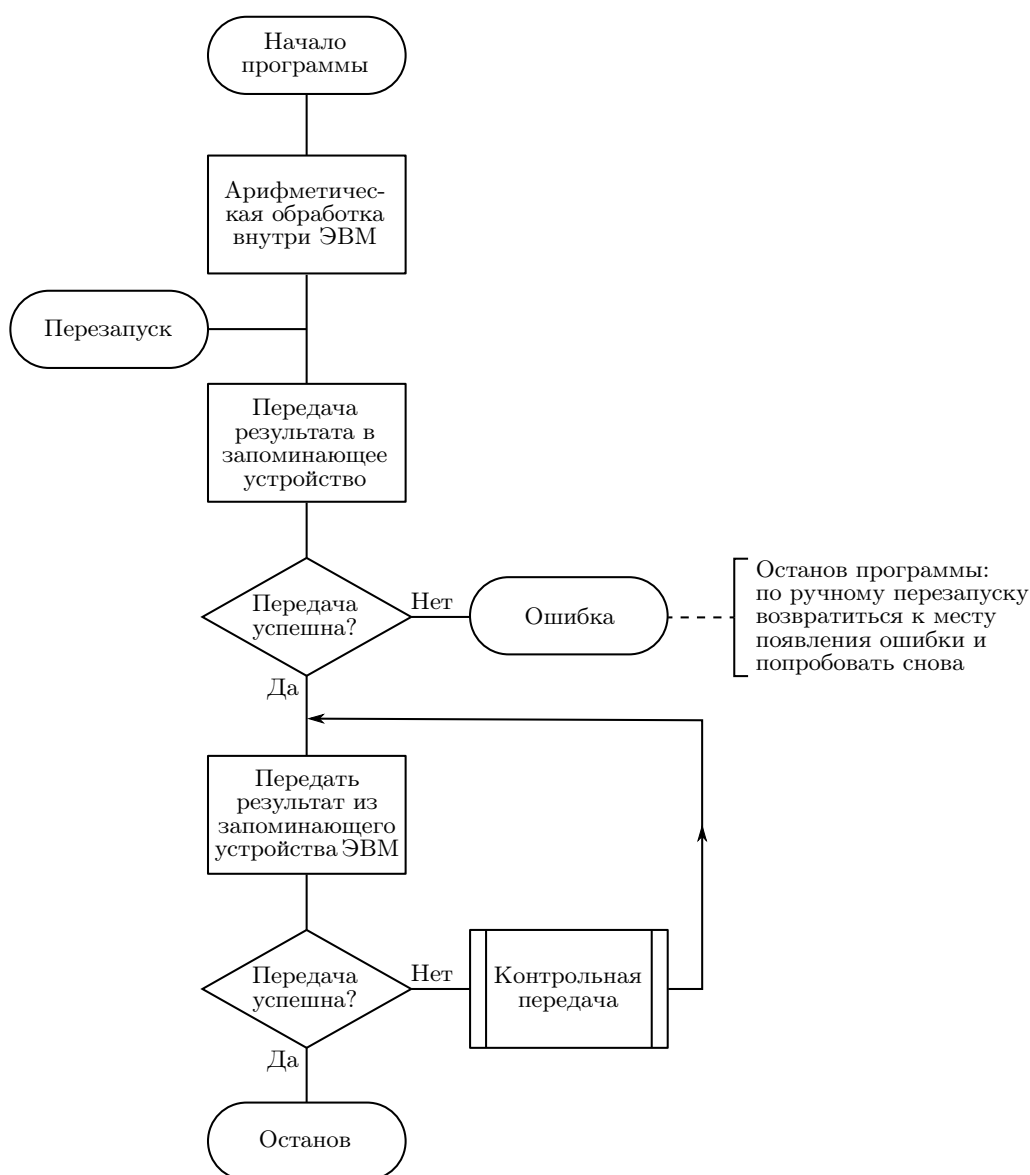 Начало
программы
Арифметичес-
кая обработка
внутри ЭВМ
Перезапуск
Передача
результата в
запоминающее
устройство
Передача
успешна?
Нет
Ошибка
Останов программы:
по ручному перезапуску
возвратиться к месту
появления ошибки и
попробовать снова
Да
Передать
результат из
запоминающего
устройства ЭВМ
Передача
успешна?
Нет
Контрольная
передача
Да
Останов